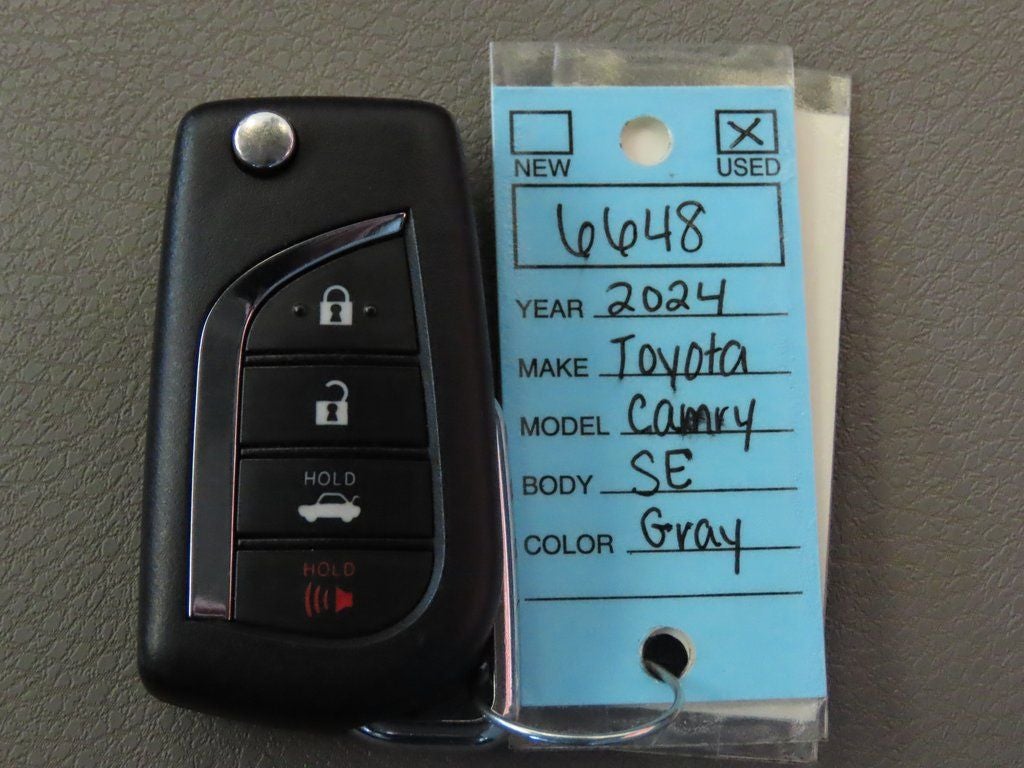 HOLD
HOLD
NEW USED
6648
YEAR 2024
MAKE Toyota
MODEL Camry
BODY SE
COLOR Gray